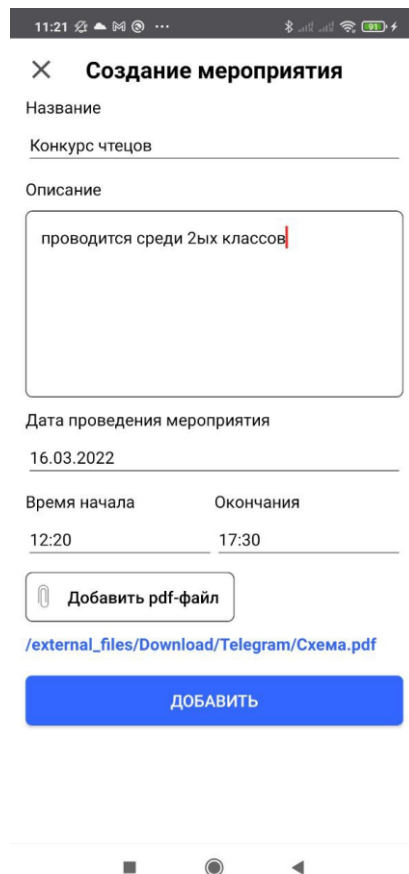 11:21
91
Создание мероприятия
Название
Конкурс чтецов
Описание
проводится среди 2ых классов
Дата проведения мероприятия
16.03.2022
Время начала Окончания
12:20 17:30
Добавить pdf-файл
/external_files/Download/Telegram/Схема.pdf
ДОБАВИТЬ